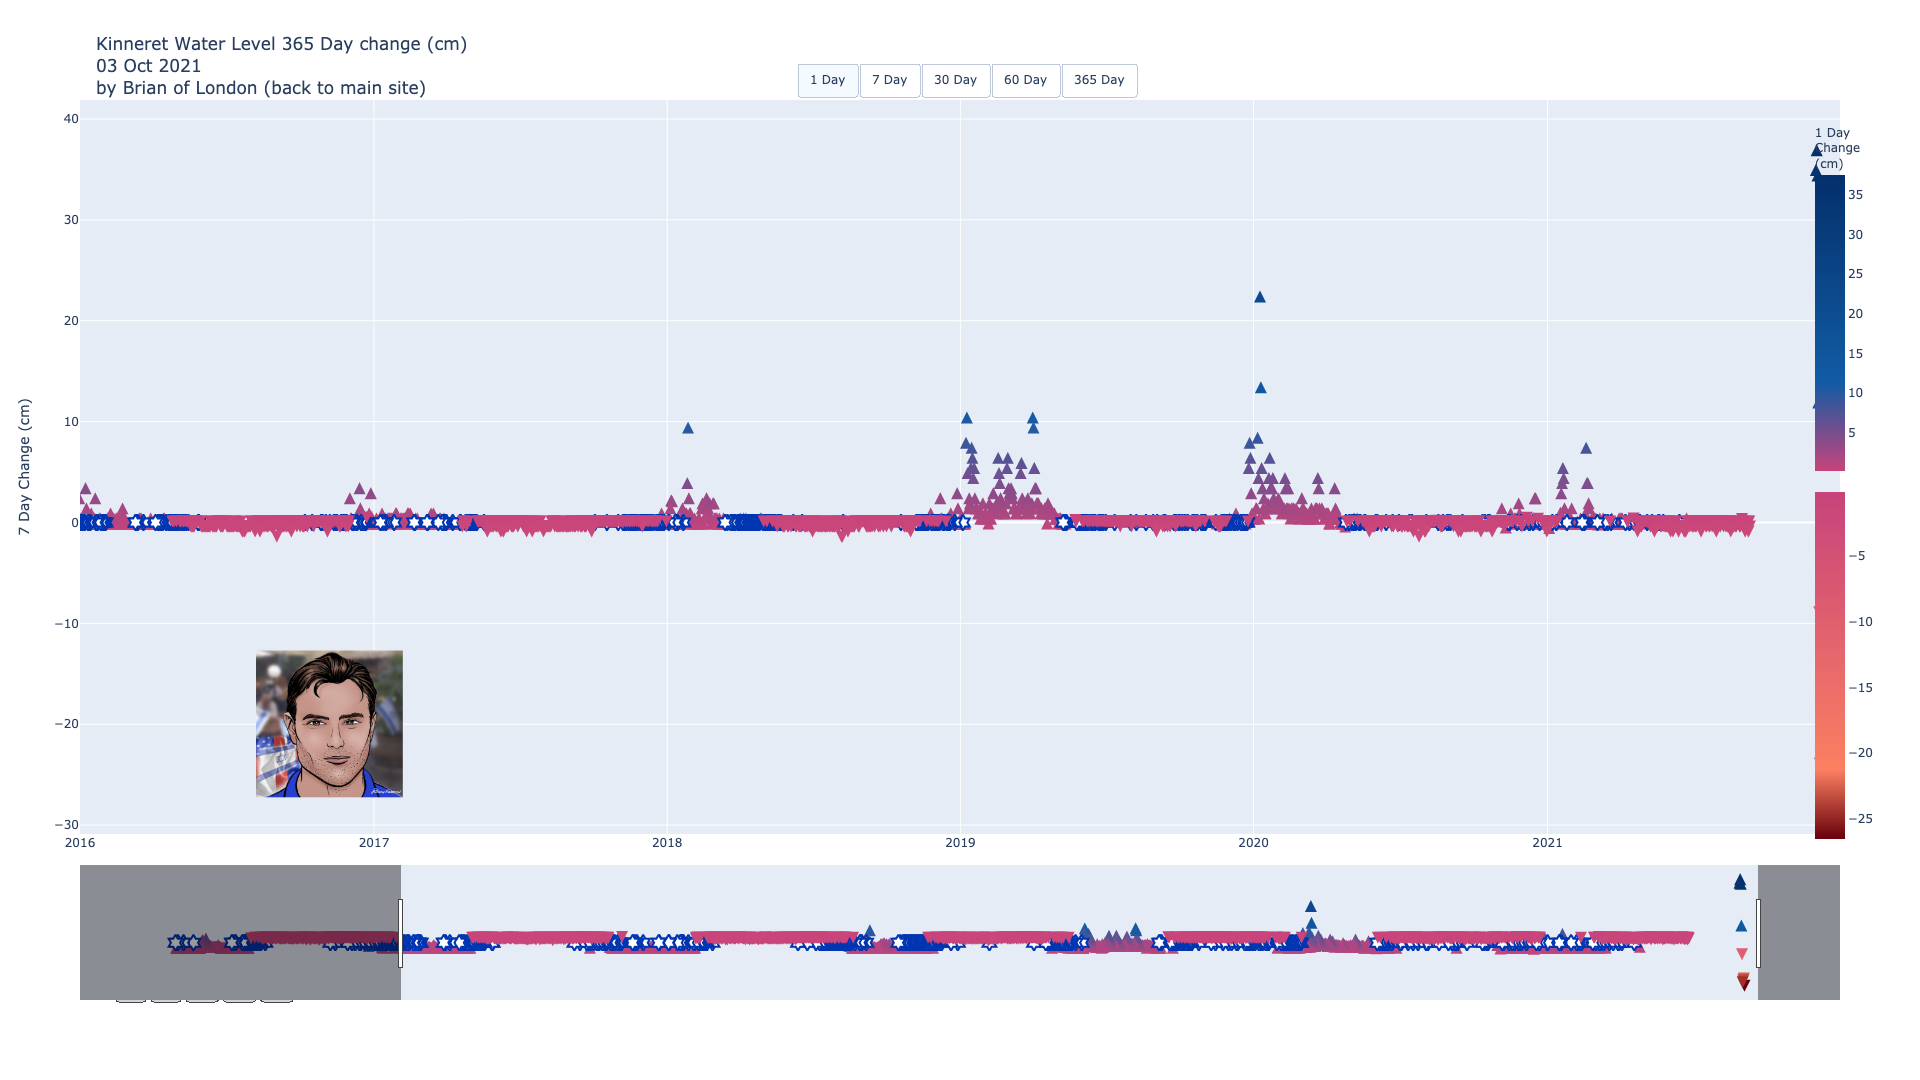 Kinneret Water Level 365 Day change (cm)
03 Oct 2021
by Brian of London (back to main site)
1 Day
7 Day
30 Day
60 Day
365 Day
7 Day Change (cm)
40
30
20
10
0
−10
−20
−30
2016
2017
2018
2019
2020
2021
1 Day
Change
(cm)
35
30
25
20
15
10
5
−5
−10
−15
−20
−25